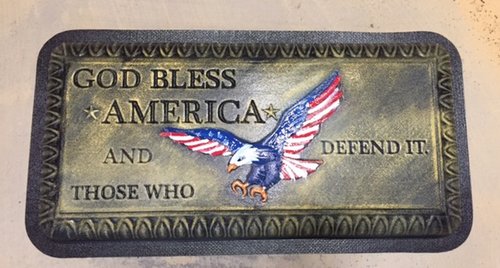 GOD BLESS
AMERICA
AND
THOSE WHO
DEFEND IT.